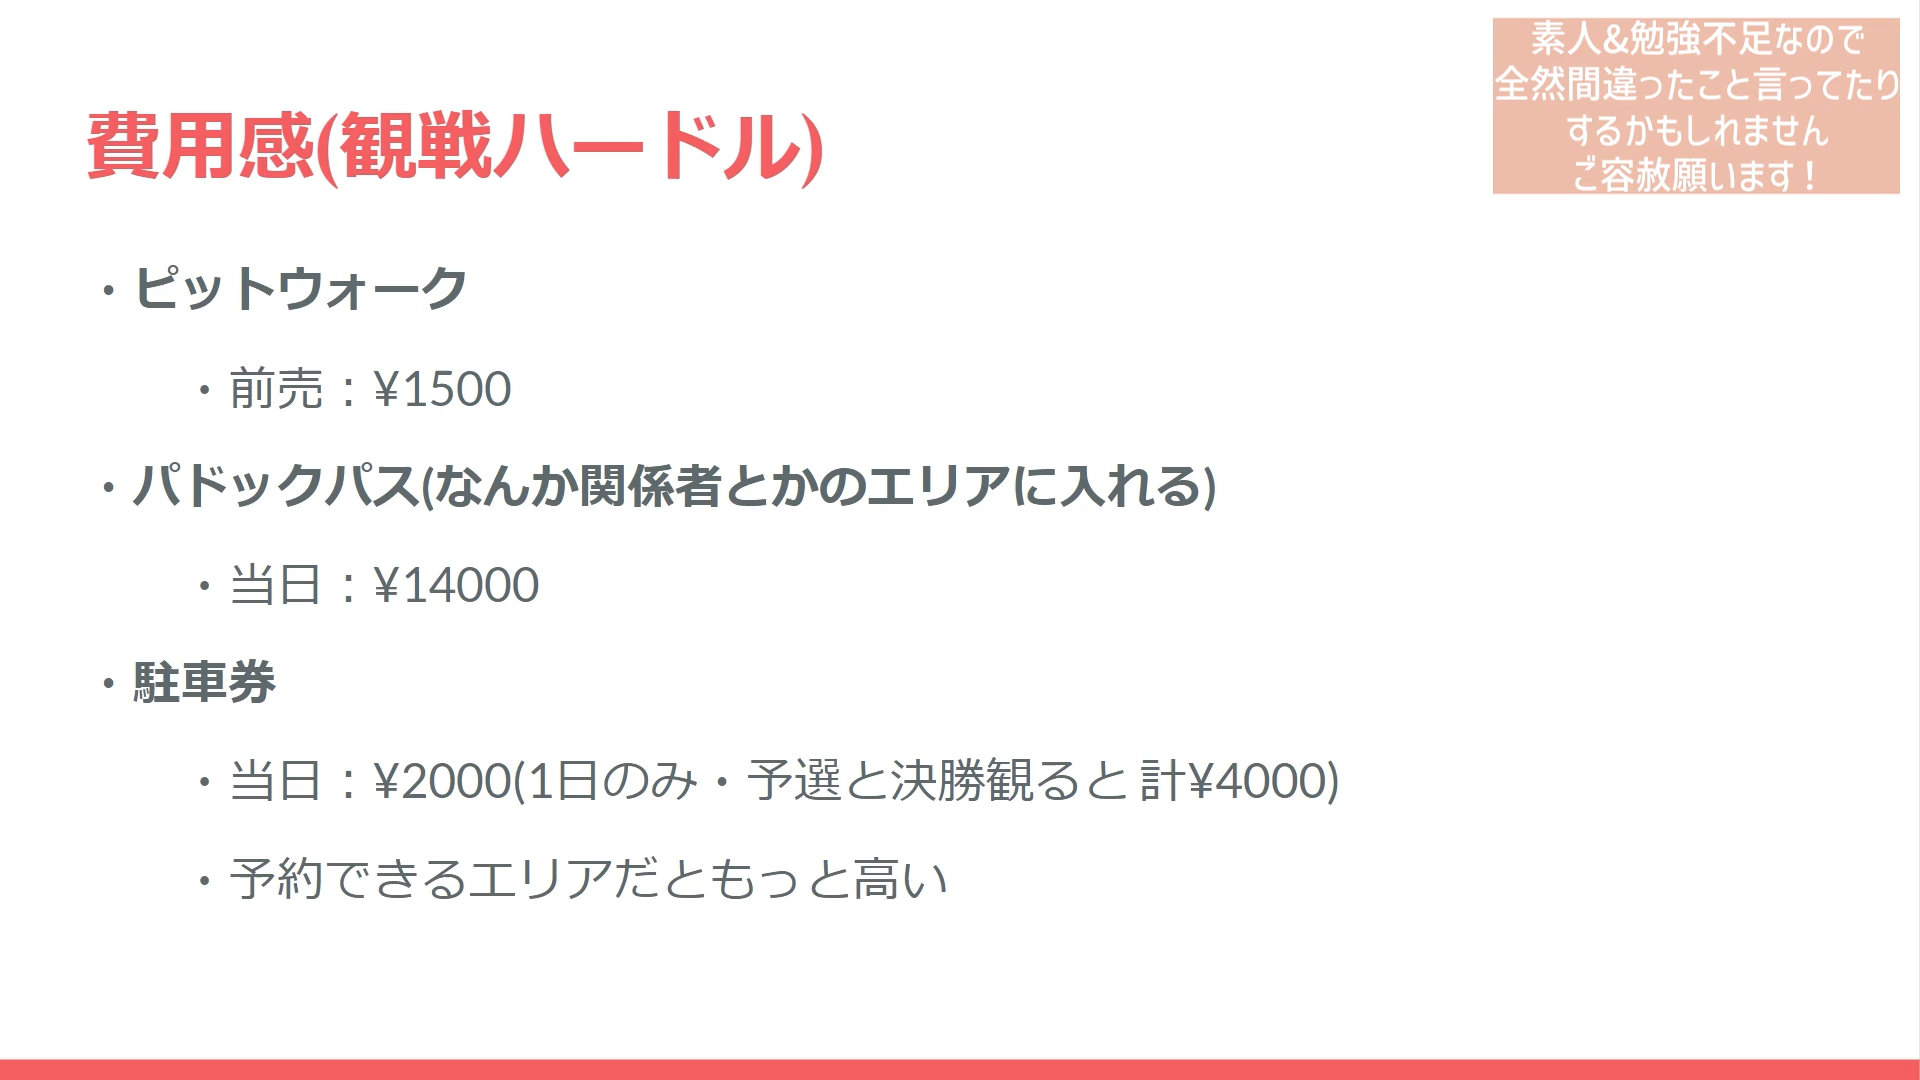 素人&勉強不足なので
全然間違ったこと言ってたり
するかもしれません
ご容赦願います！
費用感(観戦ハードル)
・ピットウォーク
・前売：¥1500
・パドックパス(なんか関係者とかのエリアに入れる)
・当日：¥14000
・駐車券
・当日：¥2000(1日のみ・予選と決勝観ると計¥4000)
・予約できるエリアだともっと高い